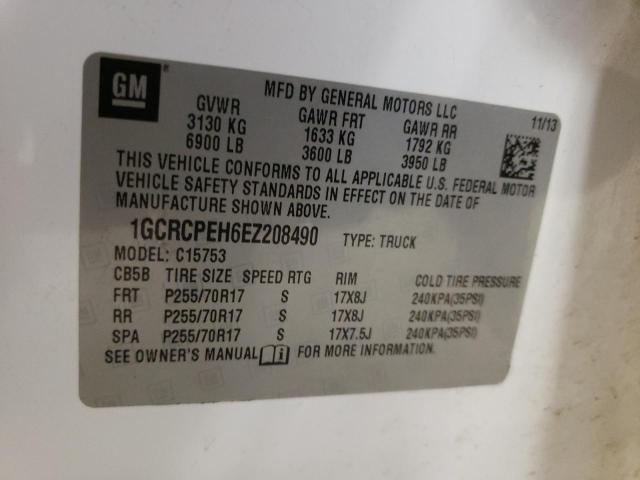 GM
MFD BY GENERAL MOTORS LLC
11/13
GVWR GAWR FRT GAWR RR
3130 KG 1633 KG 1792 KG
6900 LB 3600 LB 3950 LB
THIS VEHICLE CONFORMS TO ALL APPLICABLE U.S. FEDERAL MOTOR
VEHICLE SAFETY STANDARDS IN EFFECT ON THE DATE OF
MANUFACTURE SHOWN ABOVE.
1GCRCPEH6EZ208490 TYPE: TRUCK
MODEL: C15753
CB5B TIRE SIZE SPEED RTG RIM COLD TIRE PRESSURE
FRT P255/70R17 S 17X8J 240KPA(35PSI)
RR P255/70R17 S 17X8J 240KPA(35PSI)
SPA P255/70R17 S 17X7.5J 240KPA(35PSI)
SEE OWNER'S MANUAL i FOR MORE INFORMATION.